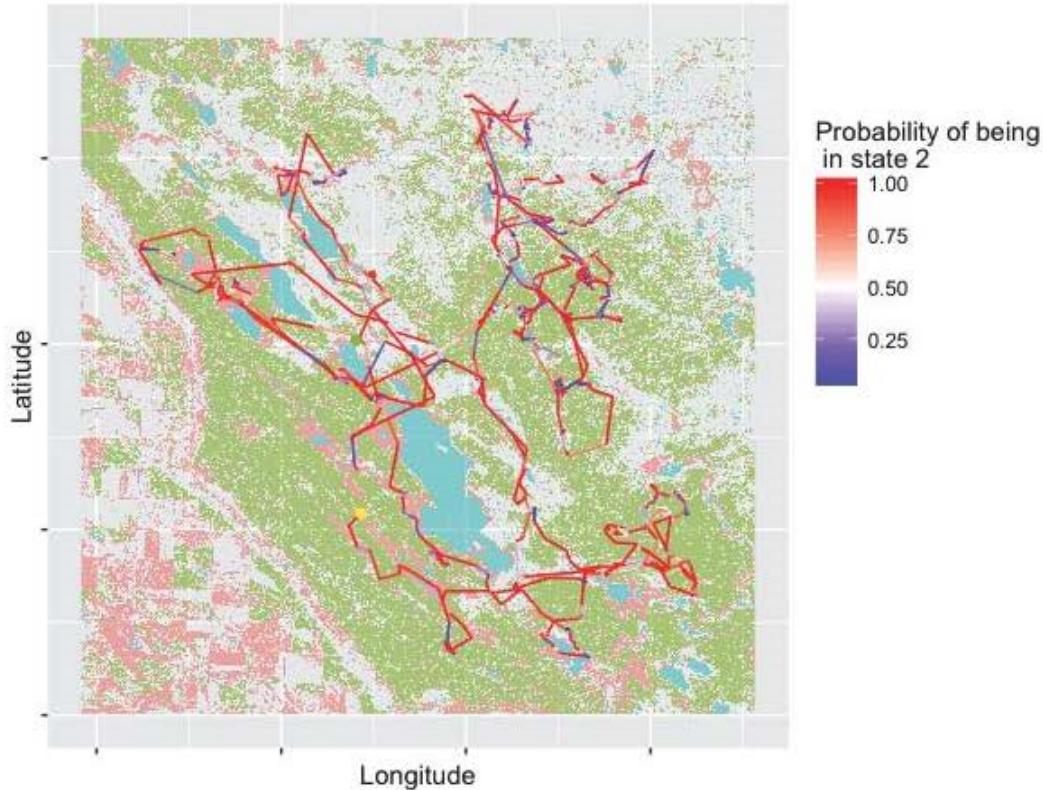 Probability of being
in state 2
1.00
0.75
0.50
0.25
Latitude
Longitude